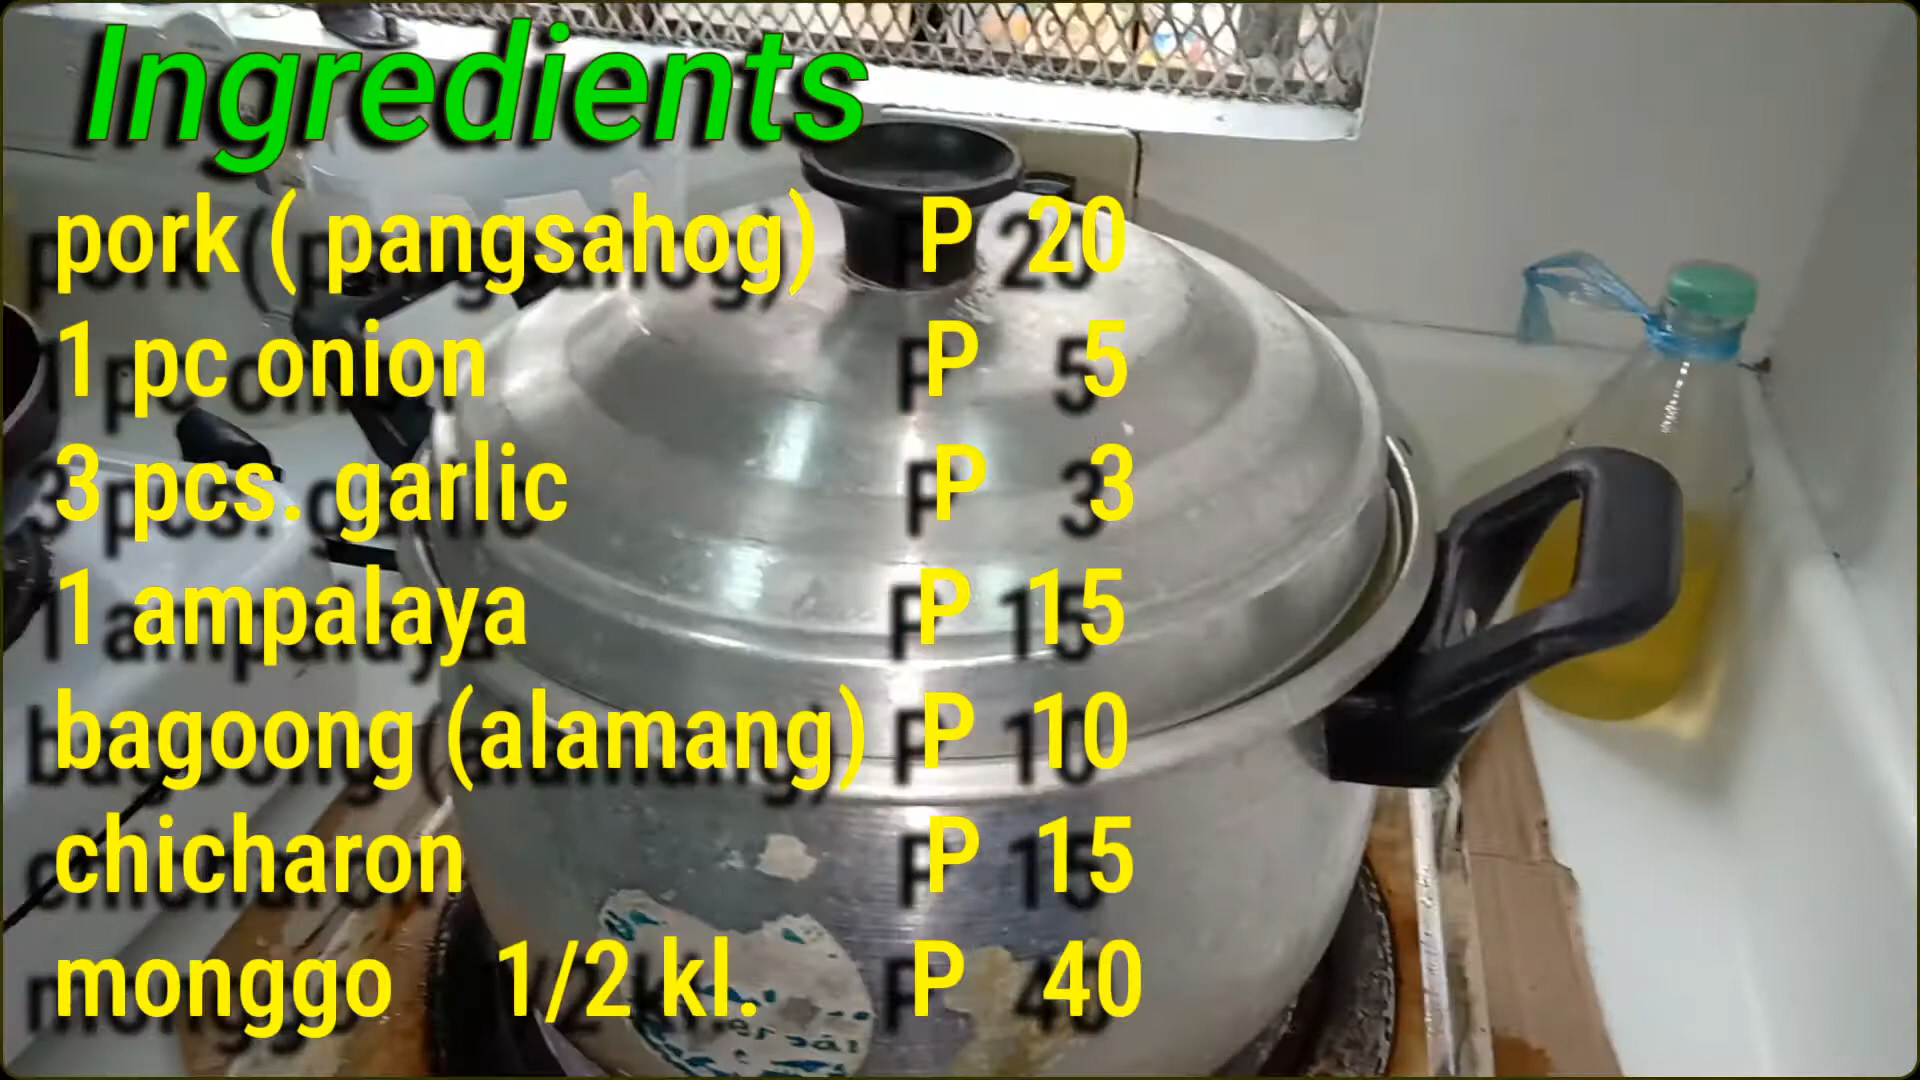 Ingredients
pork ( pangsahog) P 20
1 pc onion P 5
3 pcs. garlic P 3
1 ampalaya P 15
bagoong (alamang) P 10
chicharon P 15
monggo 1/2 kl. P 40